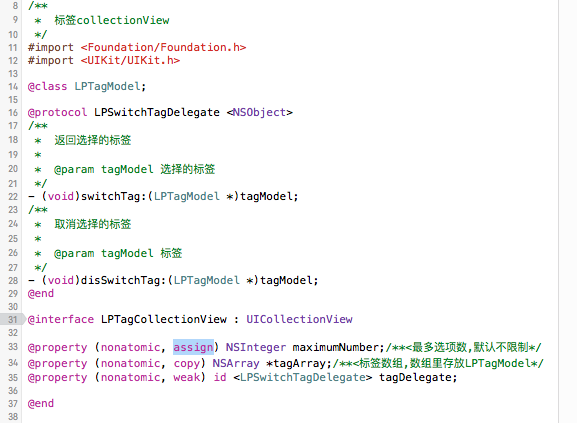 8 /**
9  *  标签collectionView
10  */
11 #import <Foundation/Foundation.h>
12 #import <UIKit/UIKit.h>
13
14 @class LPTagModel;
15
16 @protocol LPSwitchTagDelegate <NSObject>
17 /**
18  *  返回选择的标签
19  *
20  *  @param tagModel 选择的标签
21  */
22 - (void)switchTag:(LPTagModel *)tagModel;
23 /**
24  *  取消选择的标签
25  *
26  *  @param tagModel 标签
27  */
28 - (void)disSwitchTag:(LPTagModel *)tagModel;
29 @end
30
31 @interface LPTagCollectionView : UICollectionView
32
33 @property (nonatomic, assign) NSInteger maximumNumber;/**<最多选项数,默认不限制*/
34 @property (nonatomic, copy) NSArray *tagArray;/**<标签数组,数组里存放LPTagModel*/
35 @property (nonatomic, weak) id <LPSwitchTagDelegate> tagDelegate;
36
37 @end
38